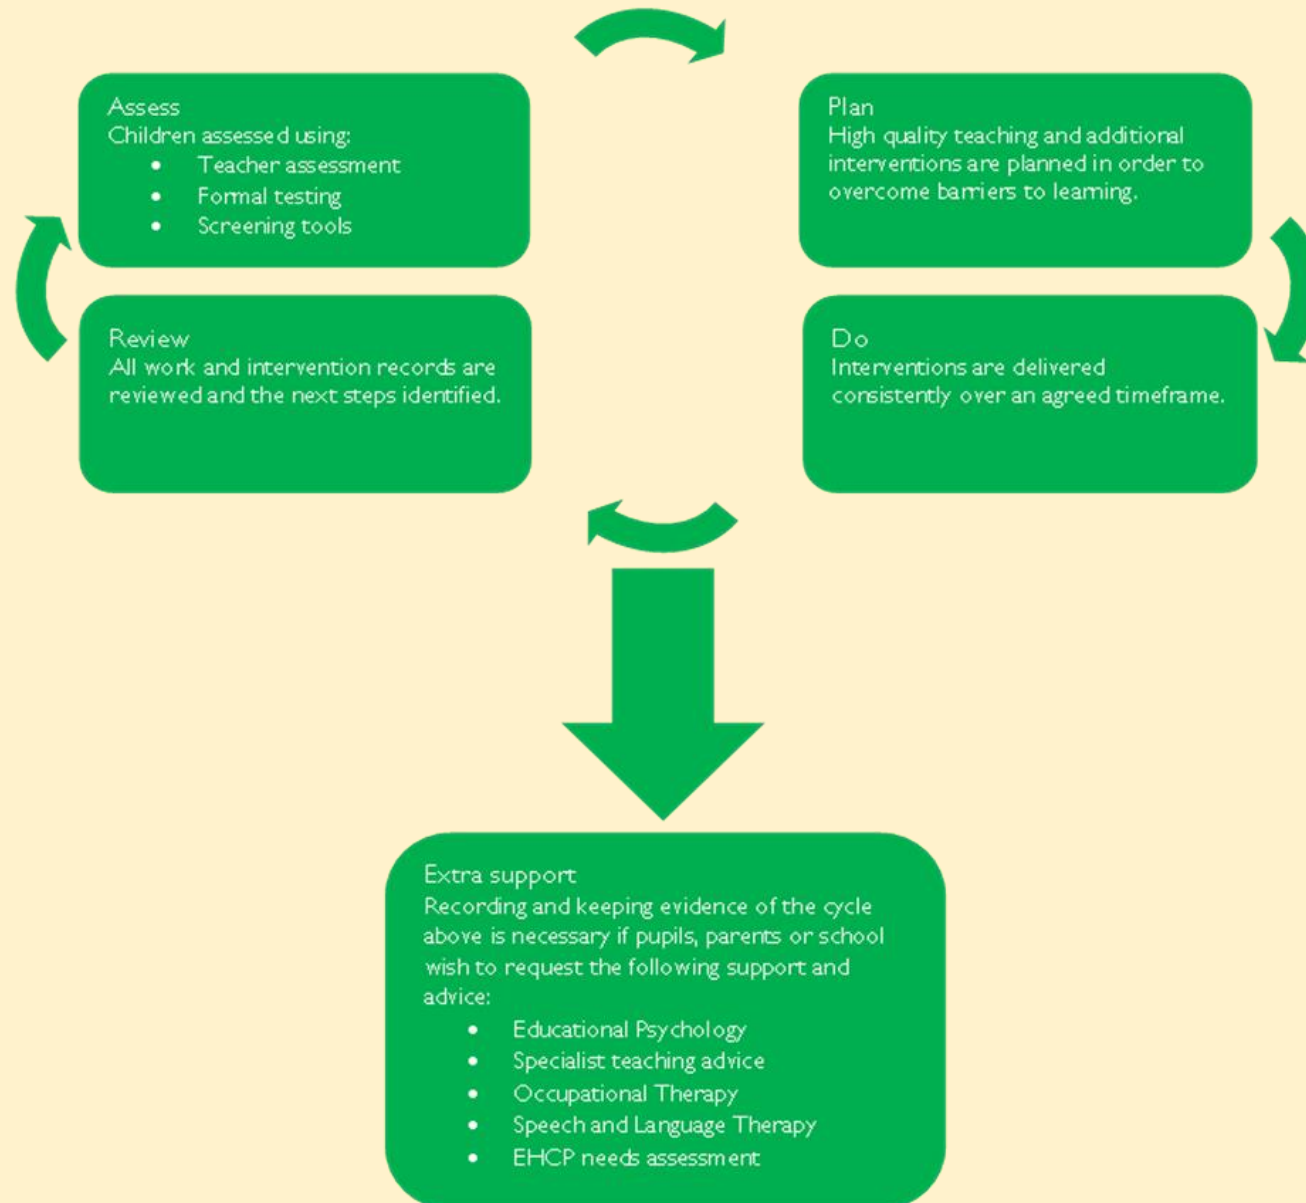 Assess
Children assessed using:
• Teacher assessment
• Formal testing
• Screening tools
Plan
High quality teaching and additional
interventions are planned in order to
overcome barriers to learning.
Review
All work and intervention records are
reviewed and the next steps identified.
Do
Interventions are delivered
consistently over an agreed timeframe.
Extra support
Recording and keeping evidence of the cycle
above is necessary if pupils, parents or school
wish to request the following support and
advice:
• Educational Psychology
• Specialist teaching advice
• Occupational Therapy
• Speech and Language Therapy
• EHCP needs assessment